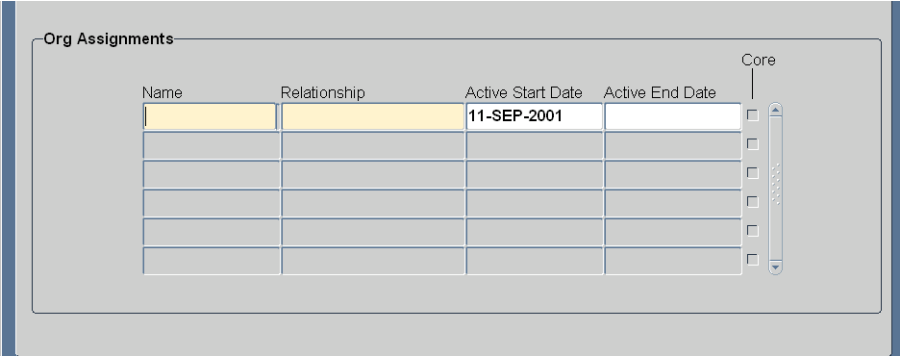 Org Assignments
Core
Name Relationship Active Start Date Active End Date
11-SEP-2001